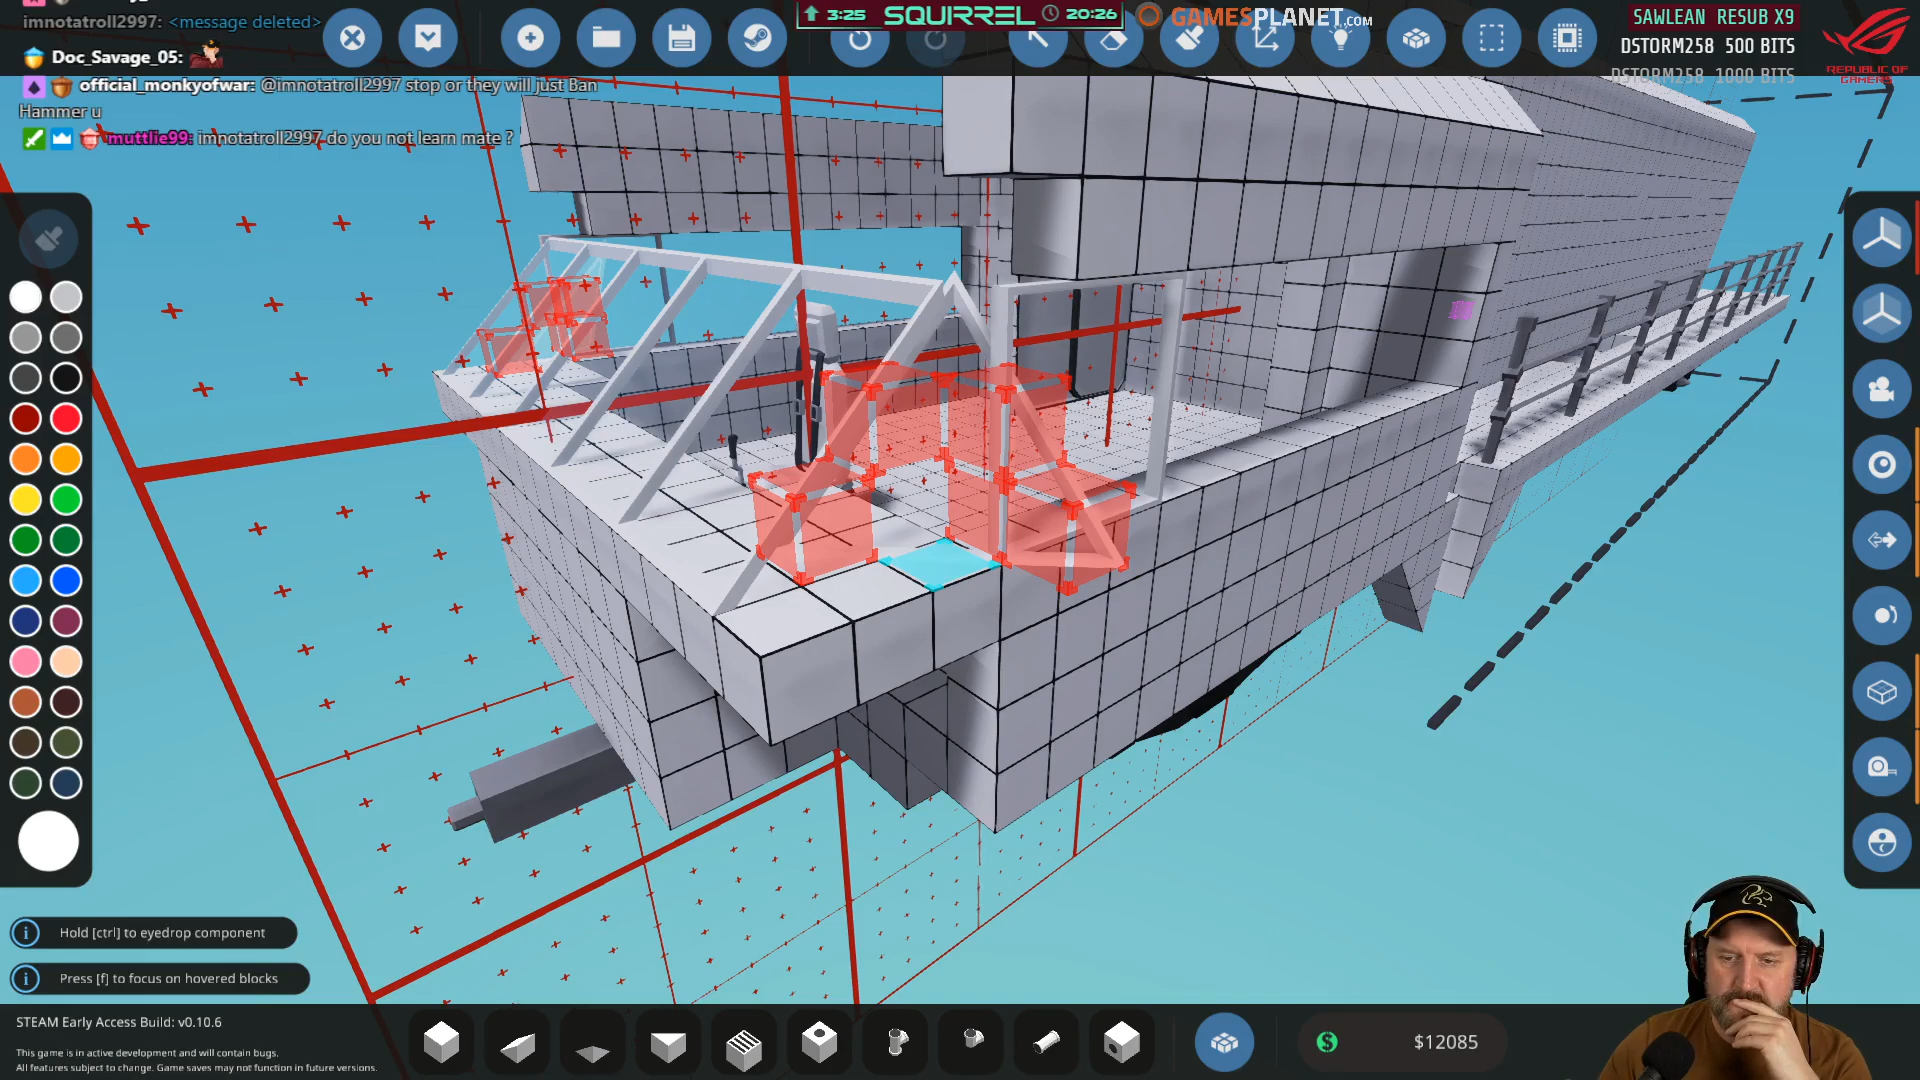 imnotatroll2997: <message deleted>
Doc_Savage_05:
official_monkyofwar: @imnotatroll2997 stop or they will just Ban
Hammer u
muttlie99: imnotatroll2997 do you not learn mate ?
3:25 SQUIRREL 20:26
GAMESPLANET.COM
SAWLEAN RESUB X9
DSTORM258 500 BITS
DSTORM258 1000 BITS
REPUBLIC OF
GAMERS
Hold [ctrl] to eyedrop component
Press [f] to focus on hovered blocks
STEAM Early Access Build: v0.10.6
This game is in active development and will contain bugs.
All features subject to change. Game saves may not function in future versions.
$12085